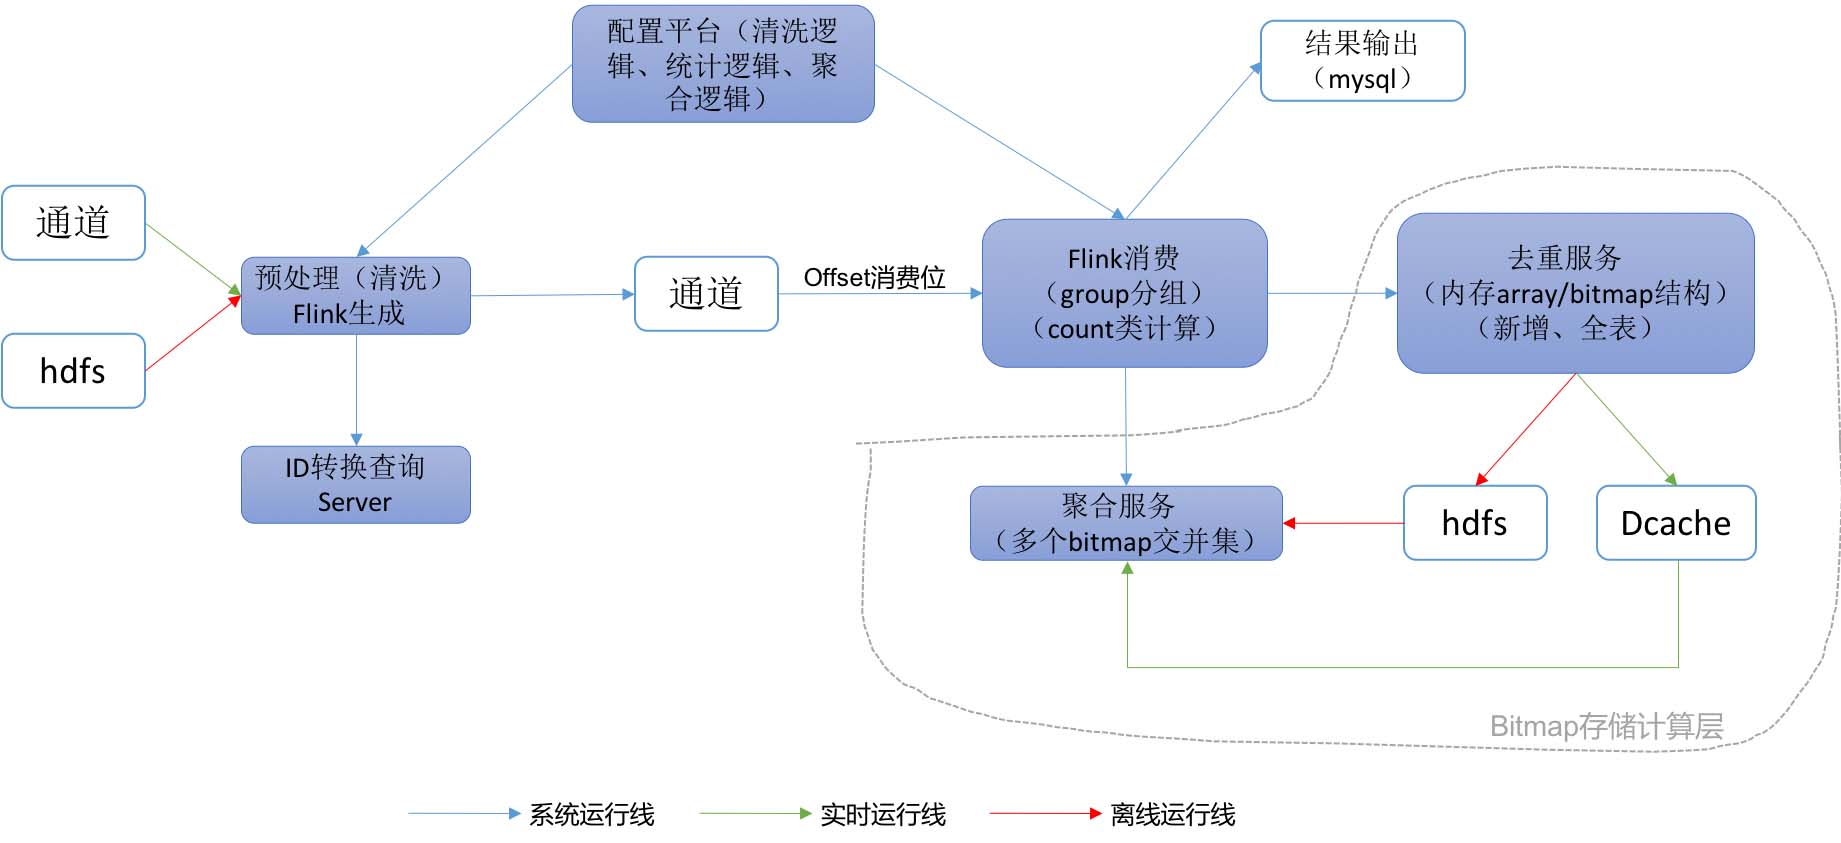 配置平台（清洗逻
辑、统计逻辑、聚
合逻辑）
结果输出
（mysql）
通道
预处理（清洗）
Flink生成
hdfs
通道
Offset消费位
Flink消费
（group分组）
（count类计算）
去重服务
（内存array/bitmap结构）
（新增、全表）
ID转换查询
Server
聚合服务
（多个bitmap交并集）
hdfs
Dcache
Bitmap存储计算层
系统运行线
实时运行线
离线运行线